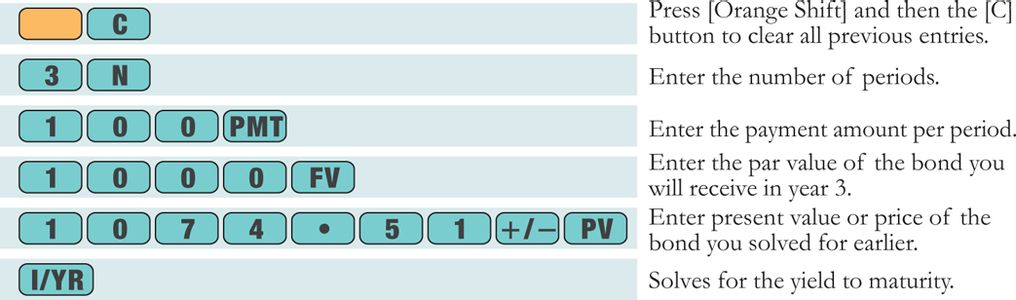 C
Press [Orange Shift] and then the [C]
button to clear all previous entries.
3 N
Enter the number of periods.
1 0 0 PMT
Enter the payment amount per period.
1 0 0 0 FV
Enter the par value of the bond you
will receive in year 3.
1 0 7 4 • 5 1 +/− PV
Enter present value or price of the
bond you solved for earlier.
I/YR
Solves for the yield to maturity.